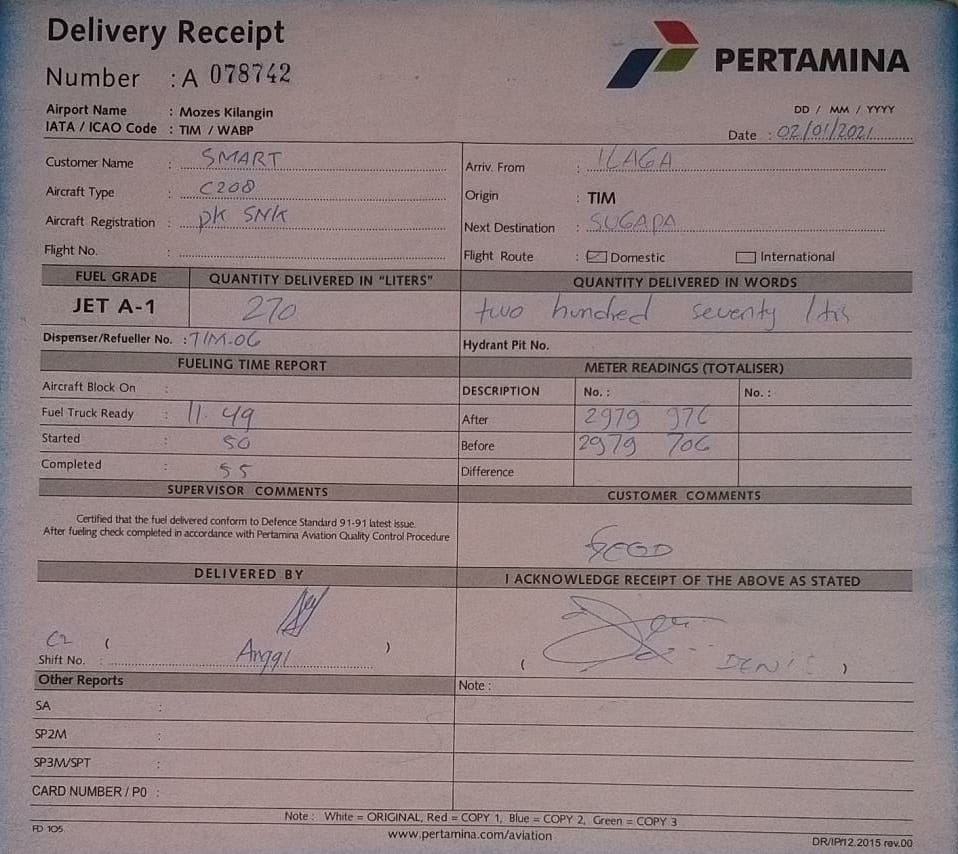 Delivery Receipt
PERTAMINA
Number : A 078742
Airport Name : Mozes Kilangin
IATA / ICAO Code : TIM / WABP
DD / MM / YYYY
Date : 02/01/2021
Customer Name : SMART
Arriv. From : ILAGA
Aircraft Type : C208
Origin : TIM
Aircraft Registration : PK SNK
Next Destination : SUGAPA
Flight No. :
Flight Route : Domestic International
FUEL GRADE QUANTITY DELIVERED IN "LITERS" QUANTITY DELIVERED IN WORDS
JET A-1 270 two hundred seventy
Dispenser/Refueller No. : TIM-06
Hydrant Pit No.
FUELING TIME REPORT METER READINGS (TOTALISER)
Aircraft Block On :
DESCRIPTION No. : No. :
Fuel Truck Ready : 11.49
After 2979 976
Started : 50
Before 2979 706
Completed : 55
Difference
SUPERVISOR COMMENTS CUSTOMER COMMENTS
Certified that the fuel delivered conform to Defence Standard 91-91 latest issue.
After fueling check completed in accordance with Pertamina Aviation Quality Control Procedure
GOOD
DELIVERED BY I ACKNOWLEDGE RECEIPT OF THE ABOVE AS STATED
C2 ( Anggi )
Shift No. :
( DENIS )
Other Reports
Note :
SA :
SP2M :
SP3M/SPT :
CARD NUMBER / P0 :
Note : White = ORIGINAL, Red = COPY 1, Blue = COPY 2, Green = COPY 3
FD 105
www.pertamina.com/aviation
DR/IP/12.2015 rev.00